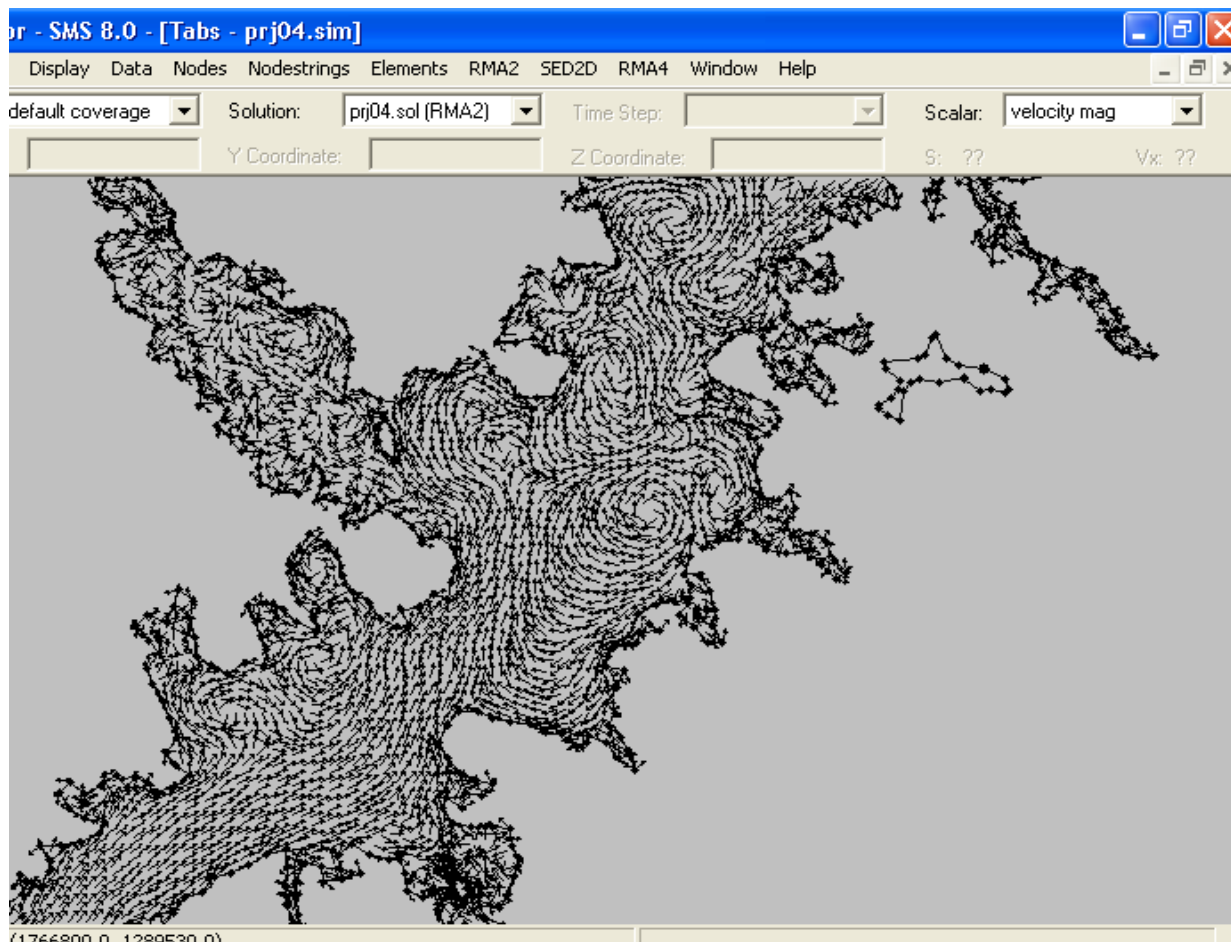 or - SMS 8.0 - [Tabs - prj04.sim]
Display Data Nodes Nodestrings Elements RMA2 SED2D RMA4 Window Help
default coverage Solution: prj04.sol (RMA2) Time Step: Scalar: velocity mag
Y Coordinate: Z Coordinate: S: ?? Vx: ??
(1766800.0, 1289530.0)